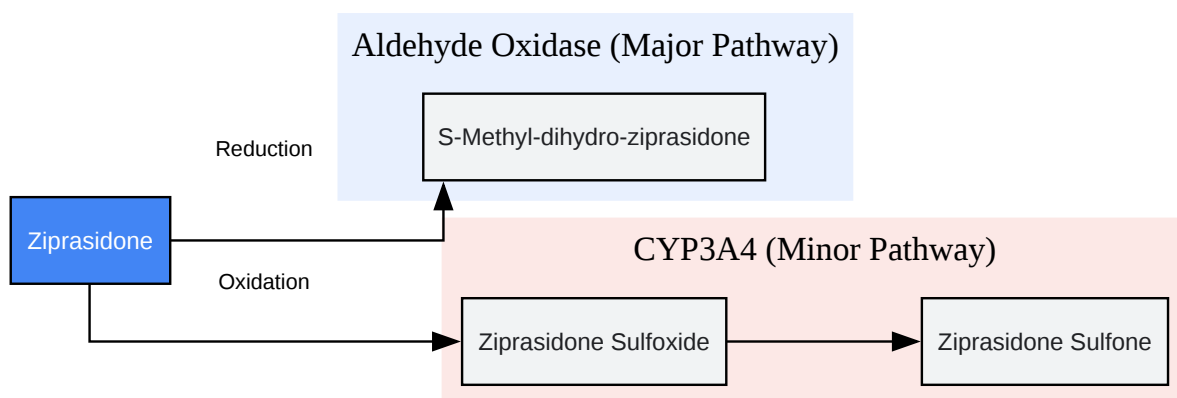 Aldehyde Oxidase (Major Pathway)
S-Methyl-dihydro-ziprasidone
Reduction
Ziprasidone
Oxidation
CYP3A4 (Minor Pathway)
Ziprasidone Sulfoxide
Ziprasidone Sulfone